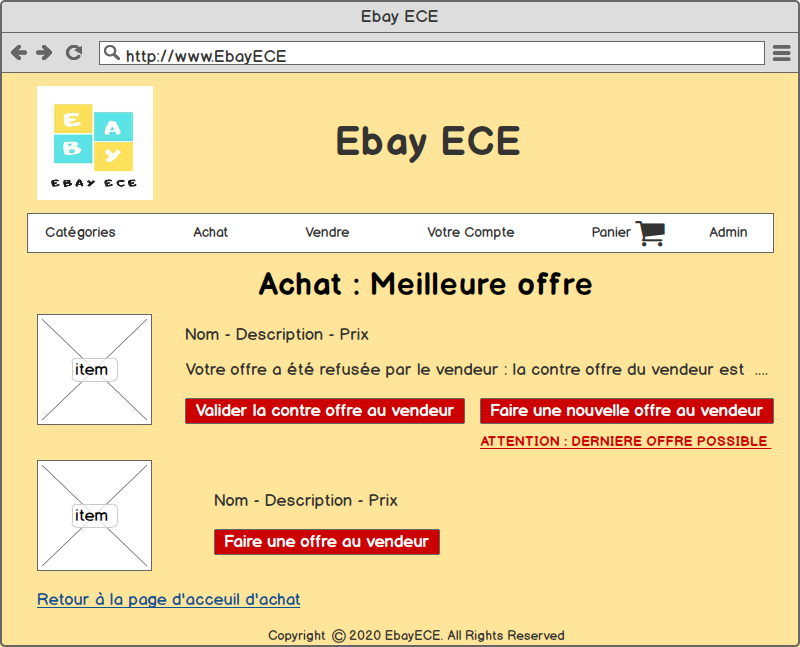 Ebay ECE
http://www.EbayECE
E A
B Y
EBAY ECE
Ebay ECE
Catégories Achat Vendre Votre Compte Panier Admin
Achat : Meilleure offre
item
Nom - Description - Prix
Votre offre a été refusée par le vendeur : la contre offre du vendeur est ....
Valider la contre offre au vendeur Faire une nouvelle offre au vendeur
ATTENTION : DERNIERE OFFRE POSSIBLE
item
Nom - Description - Prix
Faire une offre au vendeur
Retour à la page d'acceuil d'achat
Copyright © 2020 EbayECE. All Rights Reserved